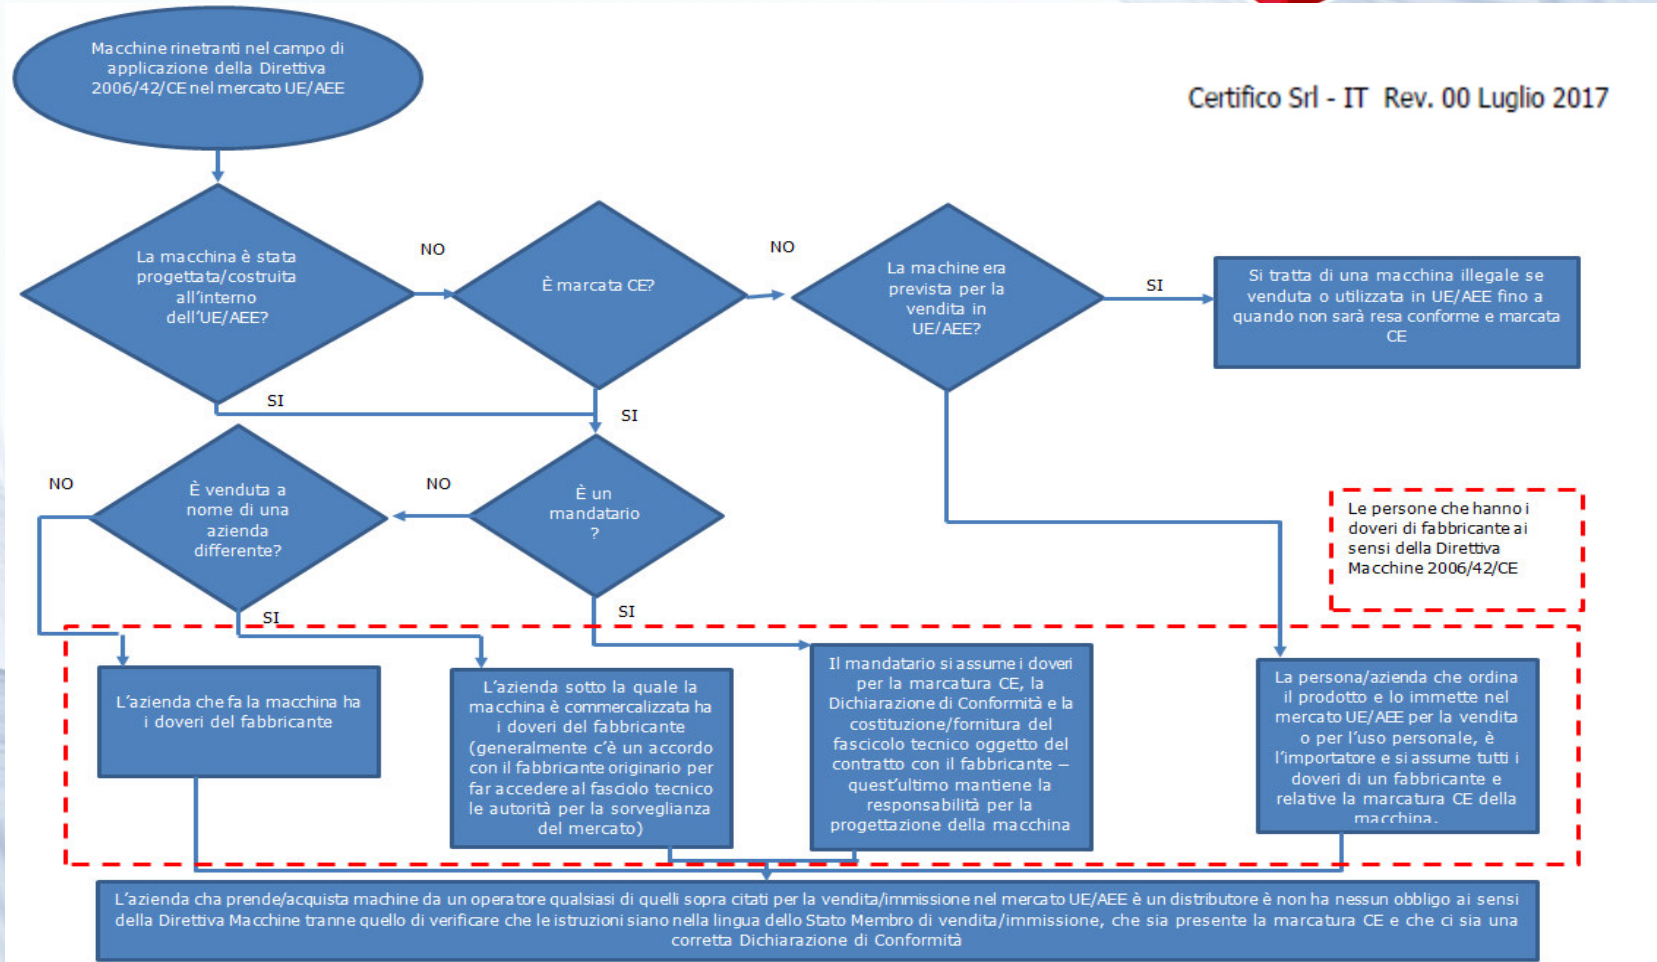 Macchine rinetranti nel campo di
applicazione della Direttiva
2006/42/CE nel mercato UE/AEE
Certifico Srl - IT Rev. 00 Luglio 2017
La macchina è stata
progettata/costruita
all'interno
dell'UE/AEE?
NO
È marcata CE?
NO
La machine era
prevista per la
vendita in
UE/AEE?
SI
Si tratta di una macchina illegale se
venduta o utilizzata in UE/AEE fino a
quando non sarà resa conforme e marcata
CE
SI
SI
NO
È venduta a
nome di una
azienda
differente?
NO
È un
mandatario
?
Le persone che hanno i
doveri di fabbricante ai
sensi della Direttiva
Macchine 2006/42/CE
SI
SI
L'azienda che fa la macchina ha
i doveri del fabbricante
L'azienda sotto la quale la
macchina è commercalizzata ha
i doveri del fabbricante
(generalmente c'è un accordo
con il fabbricante originario per
far accedere al fasciolo tecnico
le autorità per la sorveglianza
del mercato)
Il mandatario si assume i doveri
per la marcatura CE, la
Dichiarazione di Conformità e la
costituzione/fornitura del
fascicolo tecnico oggetto del
contratto con il fabbricante –
quest'ultimo mantiene la
responsabilità per la
progettazione della macchina
La persona/azienda che ordina
il prodotto e lo immette nel
mercato UE/AEE per la vendita
o per l'uso personale, è
l'importatore e si assume tutti i
doveri di un fabbricante e
relative la marcatura CE della
macchina.
L'azienda cha prende/acquista machine da un operatore qualsiasi di quelli sopra citati per la vendita/immissione nel mercato UE/AEE è un distributore è non ha nessun obbligo ai sensi
della Direttiva Macchine tranne quello di verificare che le istruzioni siano nella lingua dello Stato Membro di vendita/immissione, che sia presente la marcatura CE e che ci sia una
corretta Dichiarazione di Conformità